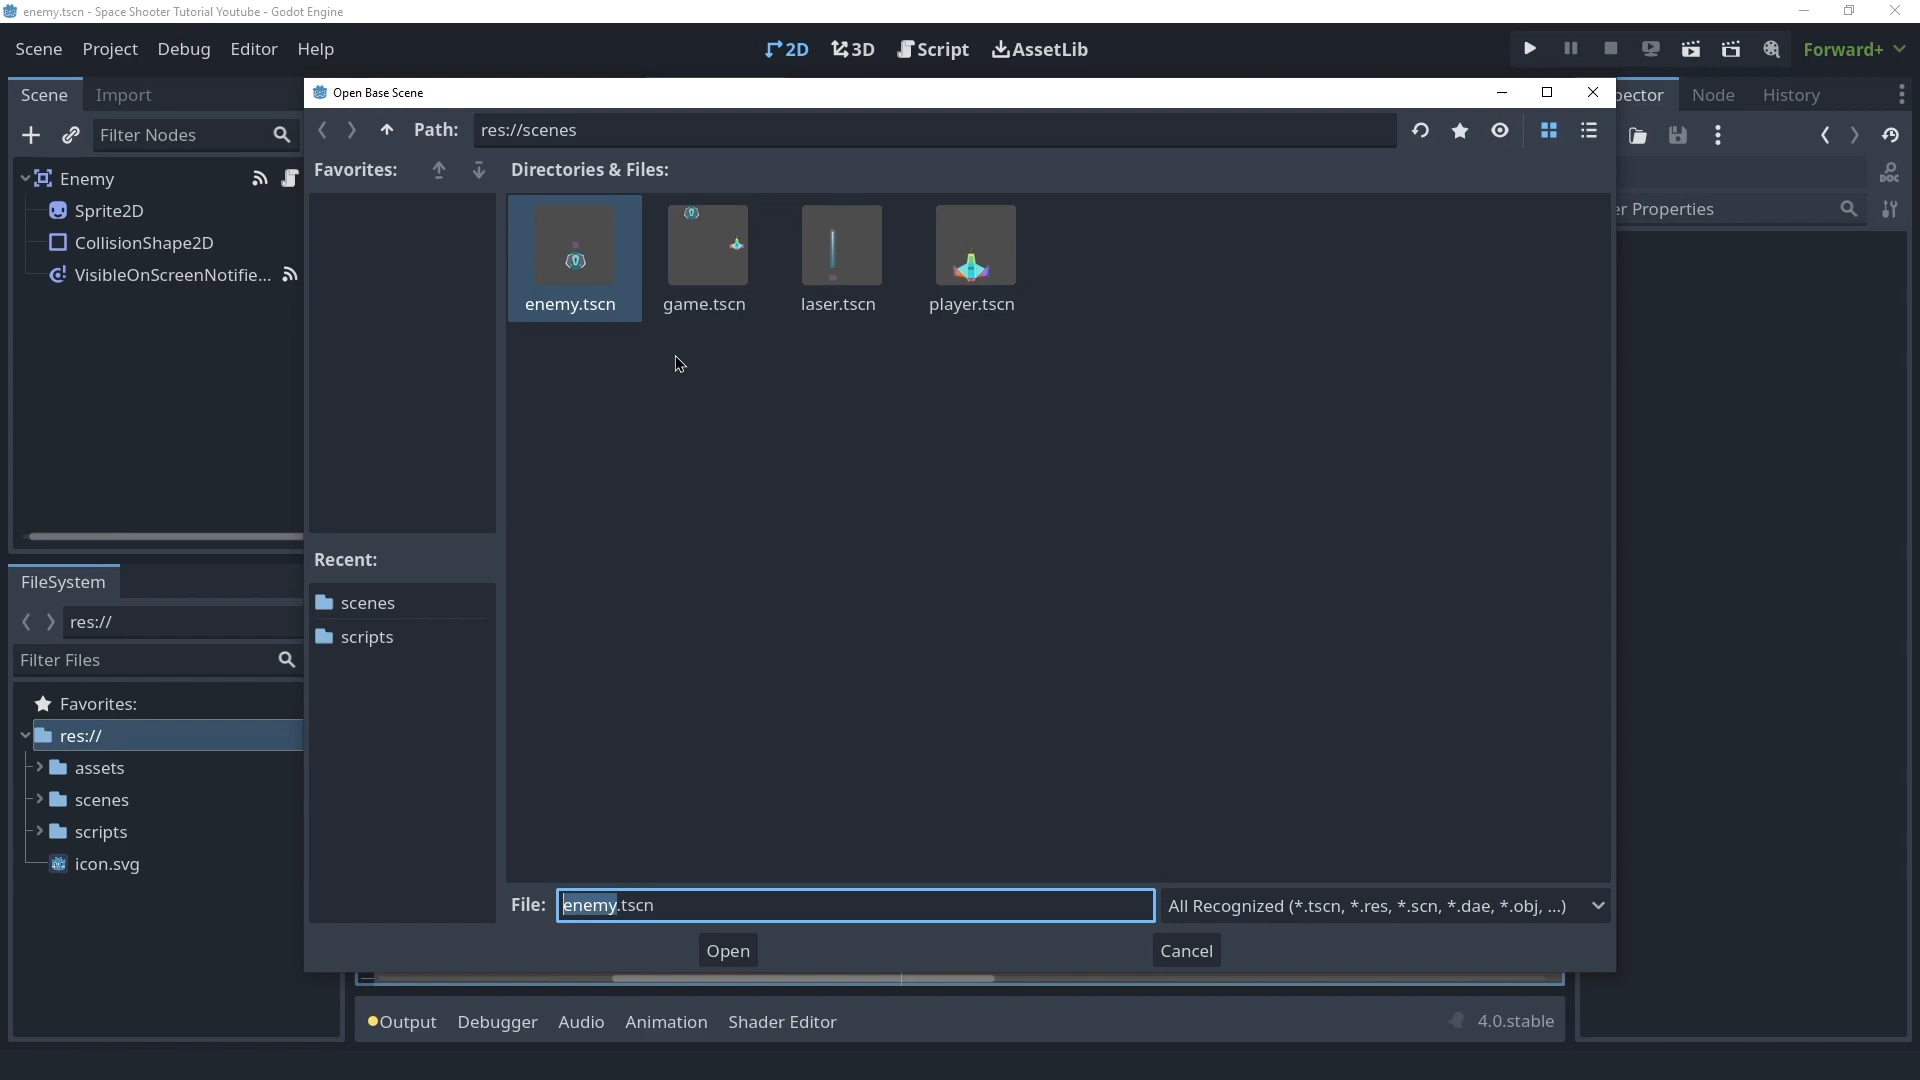 enemy.tscn - Space Shooter Tutorial Youtube - Godot Engine
Scene Project Debug Editor Help
2D 3D Script AssetLib
Forward+
Scene Import
Filter Nodes
Enemy
Sprite2D
CollisionShape2D
VisibleOnScreenNotifie...
FileSystem
res://
Filter Files
Favorites:
res://
assets
scenes
scripts
icon.svg
Open Base Scene
Path: res://scenes
Favorites:
Directories & Files:
enemy.tscn game.tscn laser.tscn player.tscn
Recent:
scenes
scripts
File: enemy.tscn All Recognized (*.tscn, *.res, *.scn, *.dae, *.obj, ...)
Open Cancel
Output Debugger Audio Animation Shader Editor
4.0.stable
pector Node History
DOC
er Properties